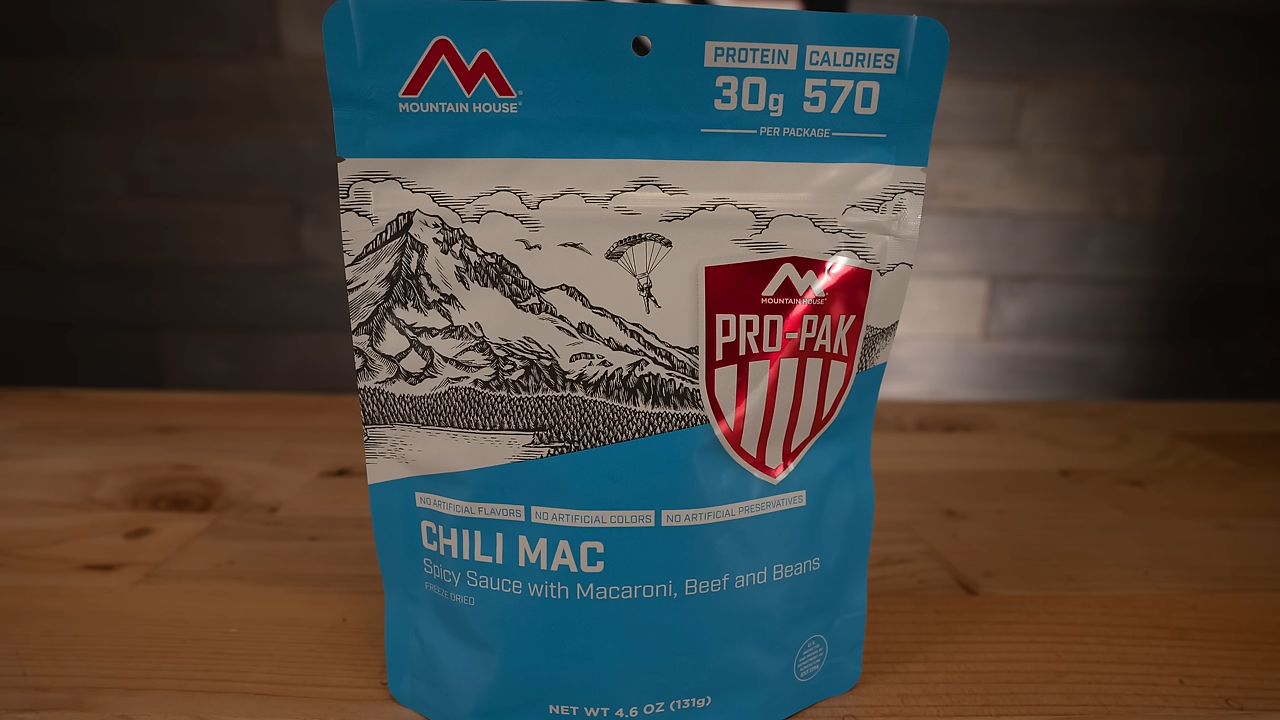 MOUNTAIN HOUSE®
PROTEIN CALORIES
30g 570
PER PACKAGE
MOUNTAIN HOUSE®
PRO-PAK
NO ARTIFICIAL FLAVORS NO ARTIFICIAL COLORS NO ARTIFICIAL PRESERVATIVES
CHILI MAC
Spicy Sauce with Macaroni, Beef and Beans
FREEZE DRIED
NET WT 4.6 OZ (131g)